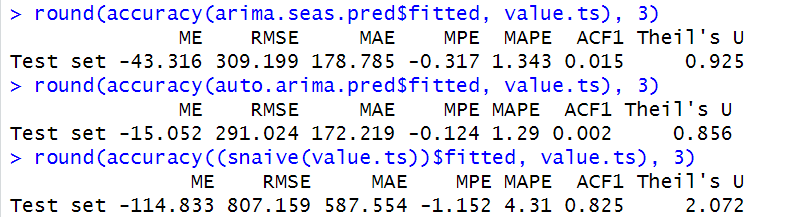 > round(accuracy(arima.seas.pred$fitted, value.ts), 3)
ME RMSE MAE MPE MAPE ACF1 Theil's U
Test set -43.316 309.199 178.785 -0.317 1.343 0.015 0.925
> round(accuracy(auto.arima.pred$fitted, value.ts), 3)
ME RMSE MAE MPE MAPE ACF1 Theil's U
Test set -15.052 291.024 172.219 -0.124 1.29 0.002 0.856
> round(accuracy((snaive(value.ts))$fitted, value.ts), 3)
ME RMSE MAE MPE MAPE ACF1 Theil's U
Test set -114.833 807.159 587.554 -1.152 4.31 0.825 2.072